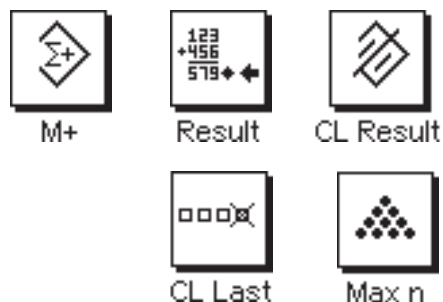 Σ+
123
+456
579
M+ Result CL Result
CL Last Max n